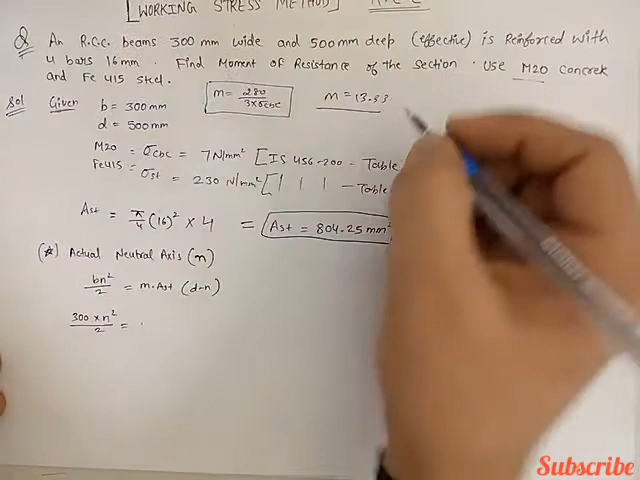 [WORKING STRESS METHOD]
Q. An R.C.C. beams 300 mm wide and 500 mm deep (effective) is Reinforced with
4 bars 16 mm. Find Moment of Resistance of the section. Use M20 Concrek
and Fe 415 Steel.
Sol Given b = 300 mm
m = 280 / 3×σcbc
m = 13.33
d = 500 mm
M20 = σcbc = 7 N/mm² [IS 456-200 - Table
Fe415 = σst = 230 N/mm² [ | | | - Table
Ast = π/4 (16)² × 4 = Ast = 804.25 mm²
(*) Actual Neutral Axis (n)
bn²/2 = m.Ast (d-n)
300 × n²/2 =
Subscribe